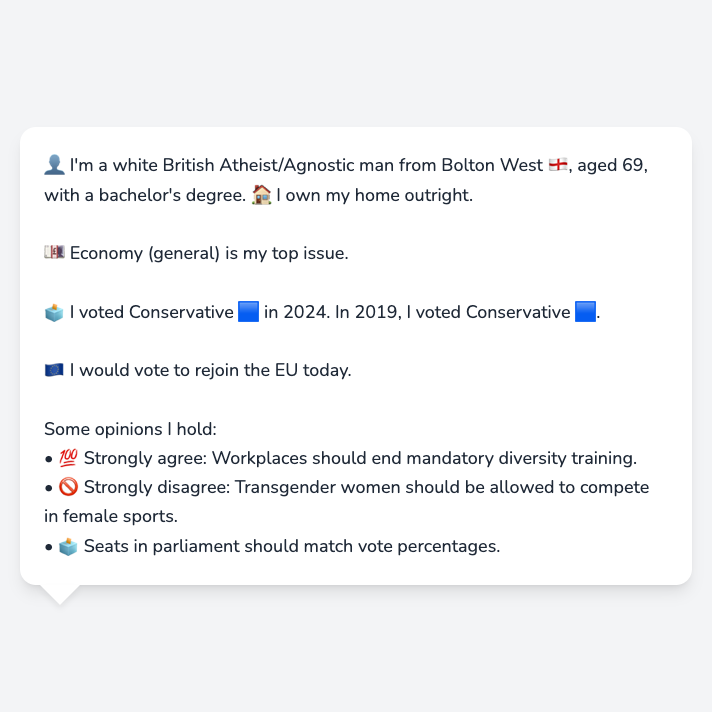 👤 I'm a white British Atheist/Agnostic man from Bolton West 🏴󠁧󠁢󠁥󠁮󠁧󠁿, aged 69,
with a bachelor's degree. 🏠 I own my home outright.
💷 Economy (general) is my top issue.
🗳️ I voted Conservative 🟦 in 2024. In 2019, I voted Conservative 🟦.
🇪🇺 I would vote to rejoin the EU today.
Some opinions I hold:
• 💯 Strongly agree: Workplaces should end mandatory diversity training.
• 🚫 Strongly disagree: Transgender women should be allowed to compete
in female sports.
• 🗳️ Seats in parliament should match vote percentages.